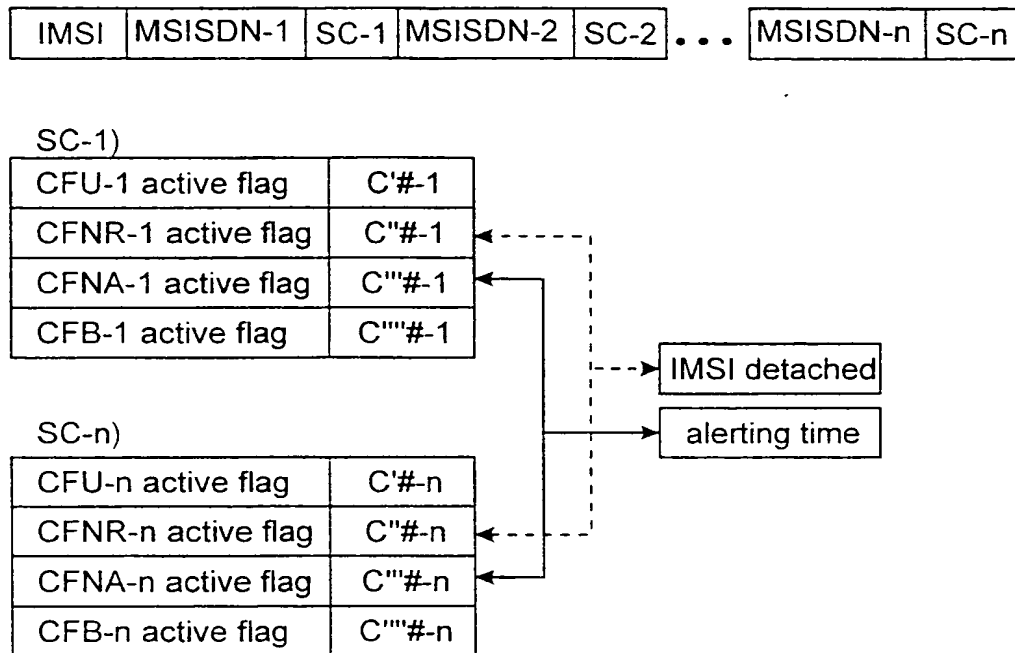 IMSI MSISDN-1 SC-1 MSISDN-2 SC-2 ... MSISDN-n SC-n
SC-1)
CFU-1 active flag C'#-1
CFNR-1 active flag C"#-1
CFNA-1 active flag C'"#-1
CFB-1 active flag C""#-1
IMSI detached
alerting time
SC-n)
CFU-n active flag C'#-n
CFNR-n active flag C"#-n
CFNA-n active flag C'"#-n
CFB-n active flag C""#-n